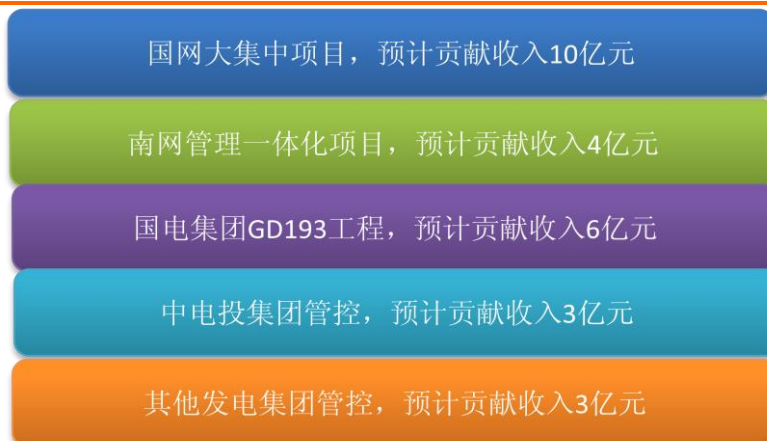 国网大集中项目，预计贡献收入10亿元
南网管理一体化项目，预计贡献收入4亿元
国电集团GD193工程，预计贡献收入6亿元
中电投集团管控，预计贡献收入3亿元
其他发电集团管控，预计贡献收入3亿元